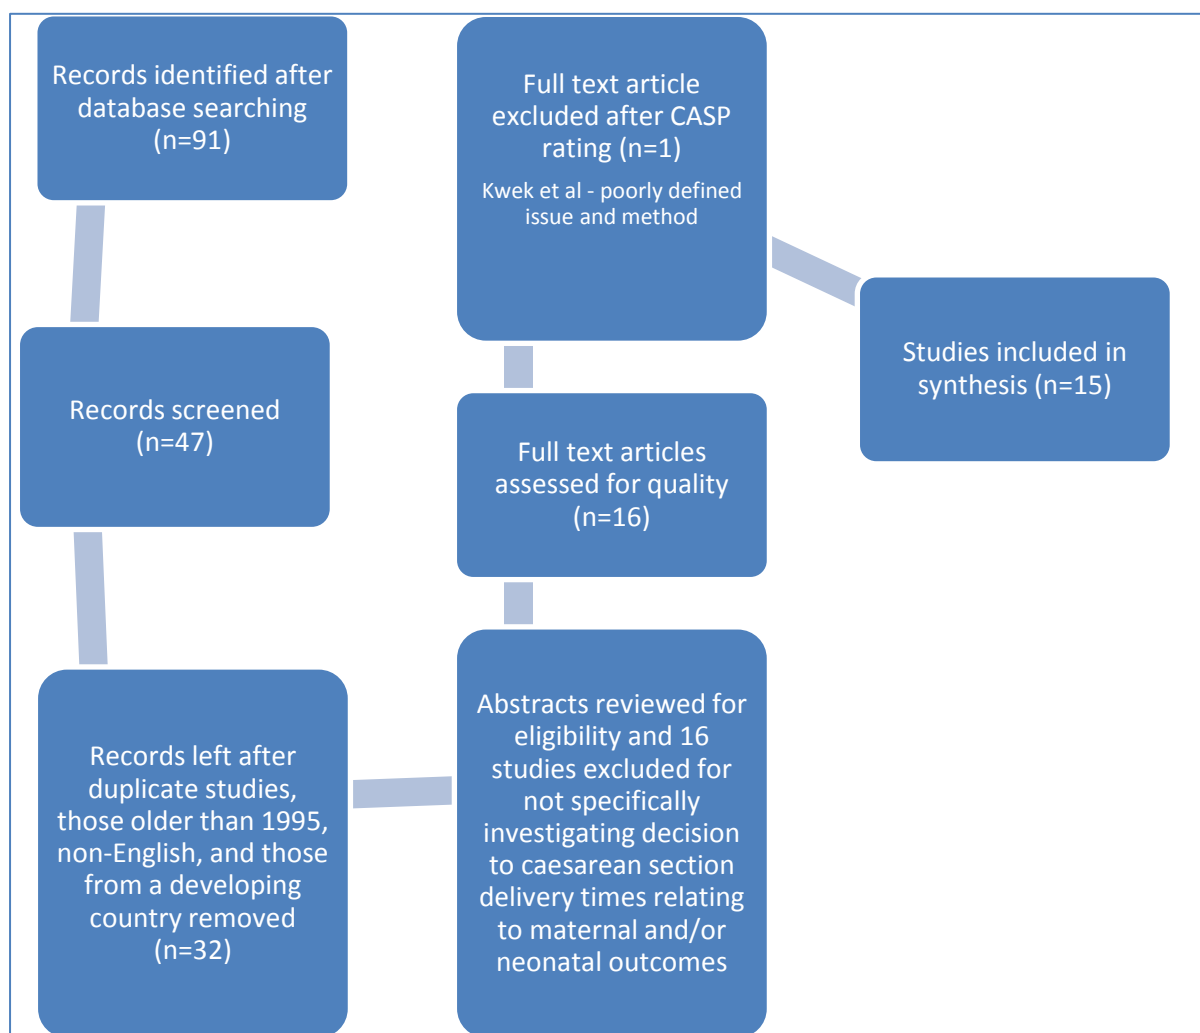 Records identified after
database searching
(n=91)
Records screened
(n=47)
Records left after
duplicate studies,
those older than 1995,
non-English, and those
from a developing
country removed
(n=32)
Abstracts reviewed for
eligibility and 16
studies excluded for
not specifically
investigating decision
to caesarean section
delivery times relating
to maternal and/or
neonatal outcomes
Full text articles
assessed for quality
(n=16)
Full text article
excluded after CASP
rating (n=1)
Kwek et al - poorly defined
issue and method
Studies included in
synthesis (n=15)